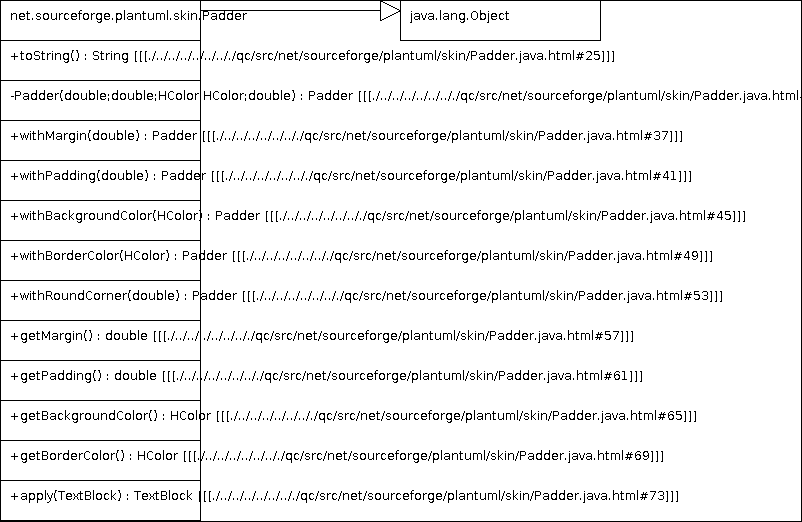 net.sourceforge.plantuml.skin.Padder
java.lang.Object
+toString() : String [[[./../../../../../../qc/src/net/sourceforge/plantuml/skin/Padder.java.html#25]]]
-Padder(double;double;HColor HColor;double) : Padder [[[./../../../../../../qc/src/net/sourceforge/plantuml/skin/Padder.java.html
+withMargin(double) : Padder [[[./../../../../../../qc/src/net/sourceforge/plantuml/skin/Padder.java.html#37]]]
+withPadding(double) : Padder [[[./../../../../../../qc/src/net/sourceforge/plantuml/skin/Padder.java.html#41]]]
+withBackgroundColor(HColor) : Padder [[[./../../../../../../qc/src/net/sourceforge/plantuml/skin/Padder.java.html#45]]]
+withBorderColor(HColor) : Padder [[[./../../../../../../qc/src/net/sourceforge/plantuml/skin/Padder.java.html#49]]]
+withRoundCorner(double) : Padder [[[./../../../../../../qc/src/net/sourceforge/plantuml/skin/Padder.java.html#53]]]
+getMargin() : double [[[./../../../../../../qc/src/net/sourceforge/plantuml/skin/Padder.java.html#57]]]
+getPadding() : double [[[./../../../../../../qc/src/net/sourceforge/plantuml/skin/Padder.java.html#61]]]
+getBackgroundColor() : HColor [[[./../../../../../../qc/src/net/sourceforge/plantuml/skin/Padder.java.html#65]]]
+getBorderColor() : HColor [[[./../../../../../../qc/src/net/sourceforge/plantuml/skin/Padder.java.html#69]]]
+apply(TextBlock) : TextBlock [[[./../../../../../../qc/src/net/sourceforge/plantuml/skin/Padder.java.html#73]]]